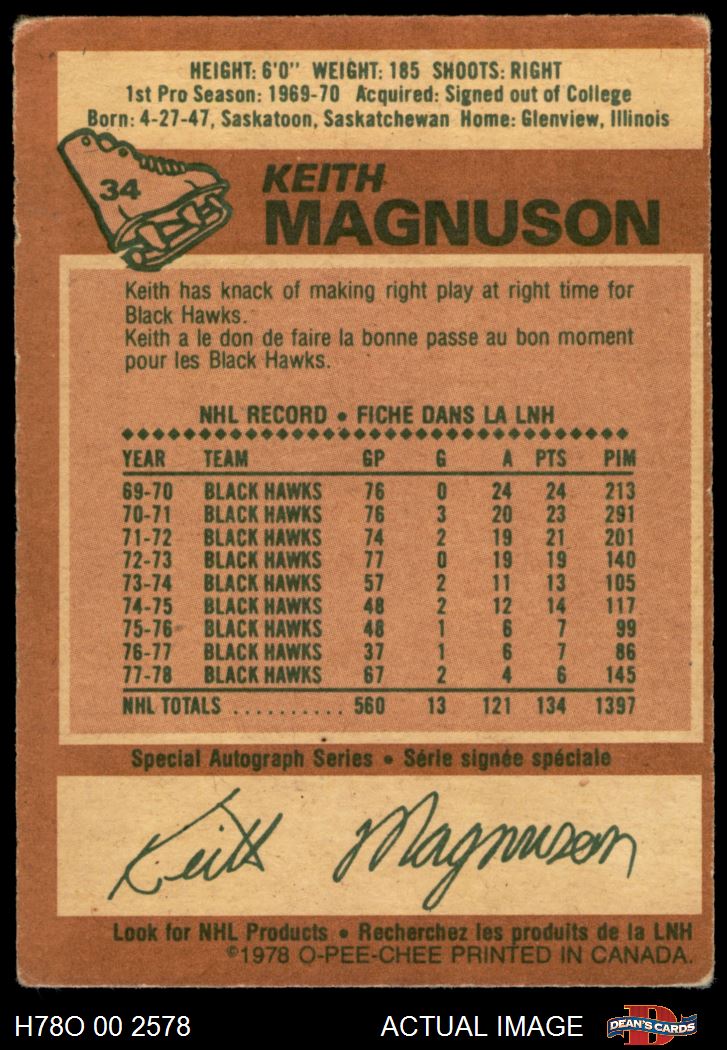 HEIGHT: 6'0" WEIGHT: 185 SHOOTS: RIGHT
1st Pro Season: 1969-70 Acquired: Signed out of College
Born: 4-27-47, Saskatoon, Saskatchewan Home: Glenview, Illinois
34
KEITH
MAGNUSON
Keith has knack of making right play at right time for
Black Hawks.
Keith a le don de faire la bonne passe au bon moment
pour les Black Hawks.
NHL RECORD • FICHE DANS LA LNH
YEAR TEAM GP G A PTS PIM
69-70 BLACK HAWKS 76 0 24 24 213
70-71 BLACK HAWKS 76 3 20 23 291
71-72 BLACK HAWKS 74 2 19 21 201
72-73 BLACK HAWKS 77 0 19 19 140
73-74 BLACK HAWKS 57 2 11 13 105
74-75 BLACK HAWKS 48 2 12 14 117
75-76 BLACK HAWKS 48 1 6 7 99
76-77 BLACK HAWKS 37 1 6 7 86
77-78 BLACK HAWKS 67 2 4 6 145
NHL TOTALS .......... 560 13 121 134 1397
Special Autograph Series • Série signée spéciale
Keith Magnuson
Look for NHL Products • Recherchez les produits de la LNH
©1978 O-PEE-CHEE PRINTED IN CANADA.
H78O 00 2578 ACTUAL IMAGE D DEAN'S CARDS